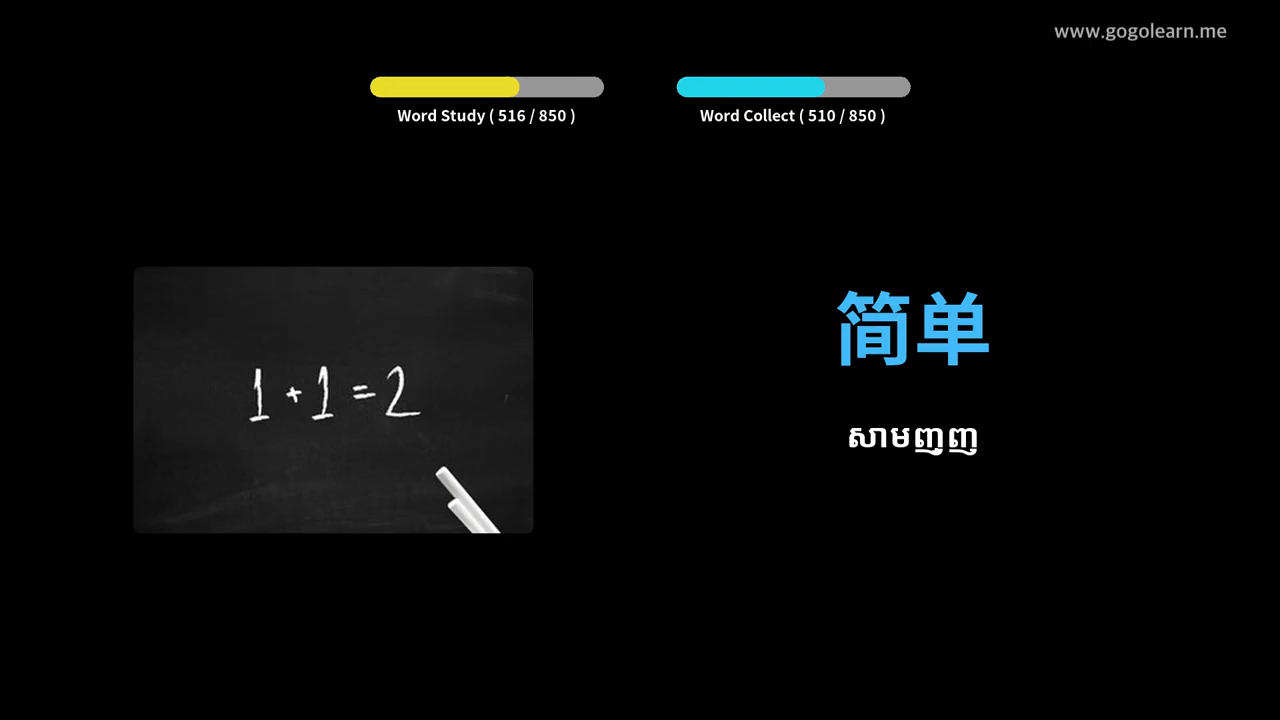 www.gogolearn.me
Word Study ( 516 / 850 )
Word Collect ( 510 / 850 )
1 + 1 = 2
简单
សាមញ្ញ